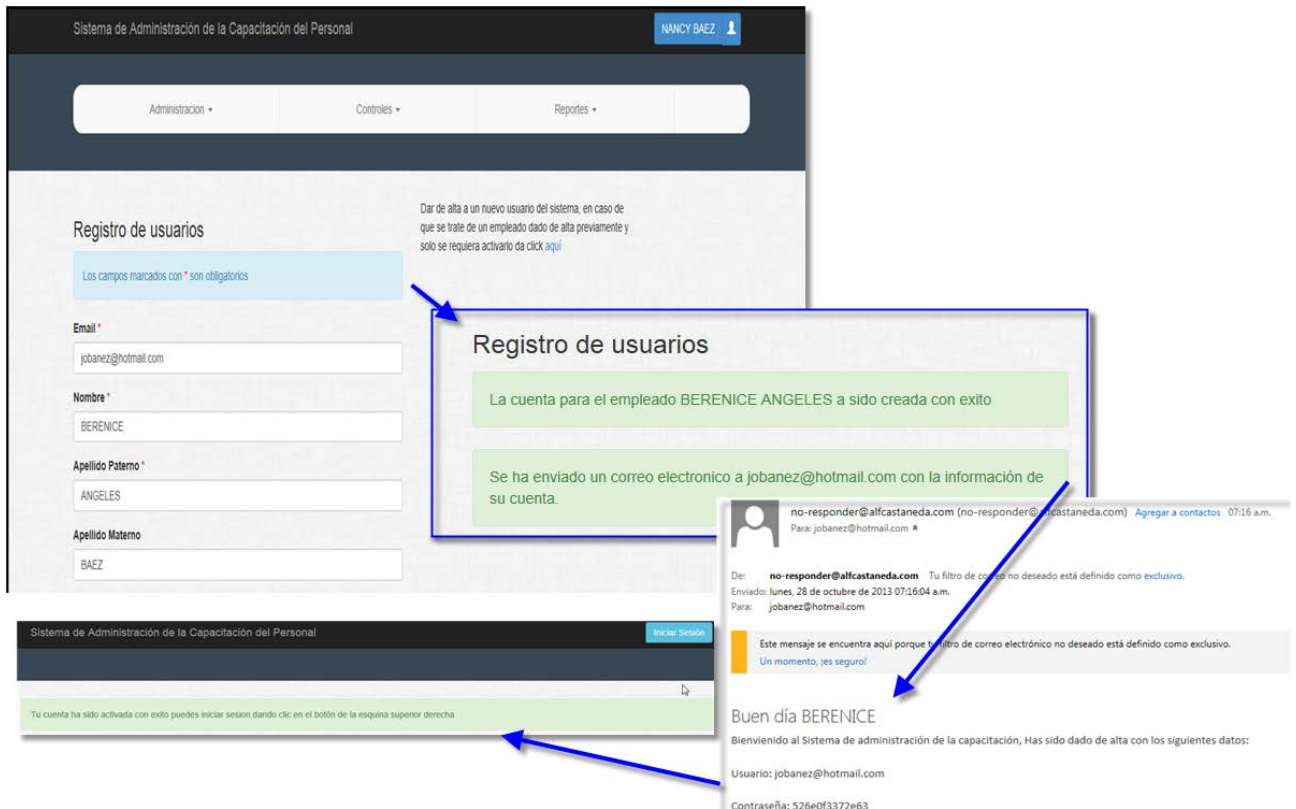 Sistema de Administración de la Capacitación del Personal
NANCY BAEZ
Administracion
Controles
Reportes
Registro de usuarios
Los campos marcados con * son obligatorios
Dar de alta a un nuevo usuario del sistema, en caso de
que se trate de un empleado dado de alta previamente y
solo se requiera activarlo da click aquí
Email *
jobanez@hotmail.com
Nombre *
BERENICE
Apellido Paterno *
ANGELES
Apellido Materno
BAEZ
Registro de usuarios
La cuenta para el empleado BERENICE ANGELES a sido creada con exito
Se ha enviado un correo electronico a jobanez@hotmail.com con la información de
su cuenta.
no-responder@alfcastaneda.com (no-responder@alfcastaneda.com) Agregar a contactos 07:16 a.m.
Para: jobanez@hotmail.com
De: no-responder@alfcastaneda.com Tu filtro de correo no deseado está definido como exclusivo.
Enviado: lunes, 28 de octubre de 2013 07:16:04 a.m.
Para: jobanez@hotmail.com
Este mensaje se encuentra aquí porque tu filtro de correo electrónico no deseado está definido como exclusivo.
Un momento, ¡es seguro!
Buen día BERENICE
Bienvienido al Sistema de administración de la capacitación, Has sido dado de alta con los siguientes datos:
Usuario: jobanez@hotmail.com
Contraseña: 526e0f3372e63
Sistema de Administración de la Capacitación del Personal
Iniciar Sesión
Tu cuenta ha sido activada con exito puedes iniciar sesion dando clic en el botón de la esquina superior derecha